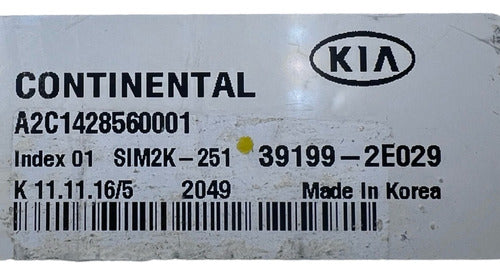 KIA
CONTINENTAL
A2C1428560001
Index 01 SIM2K-251 39199-2E029
K 11.11.16/5 2049 Made In Korea